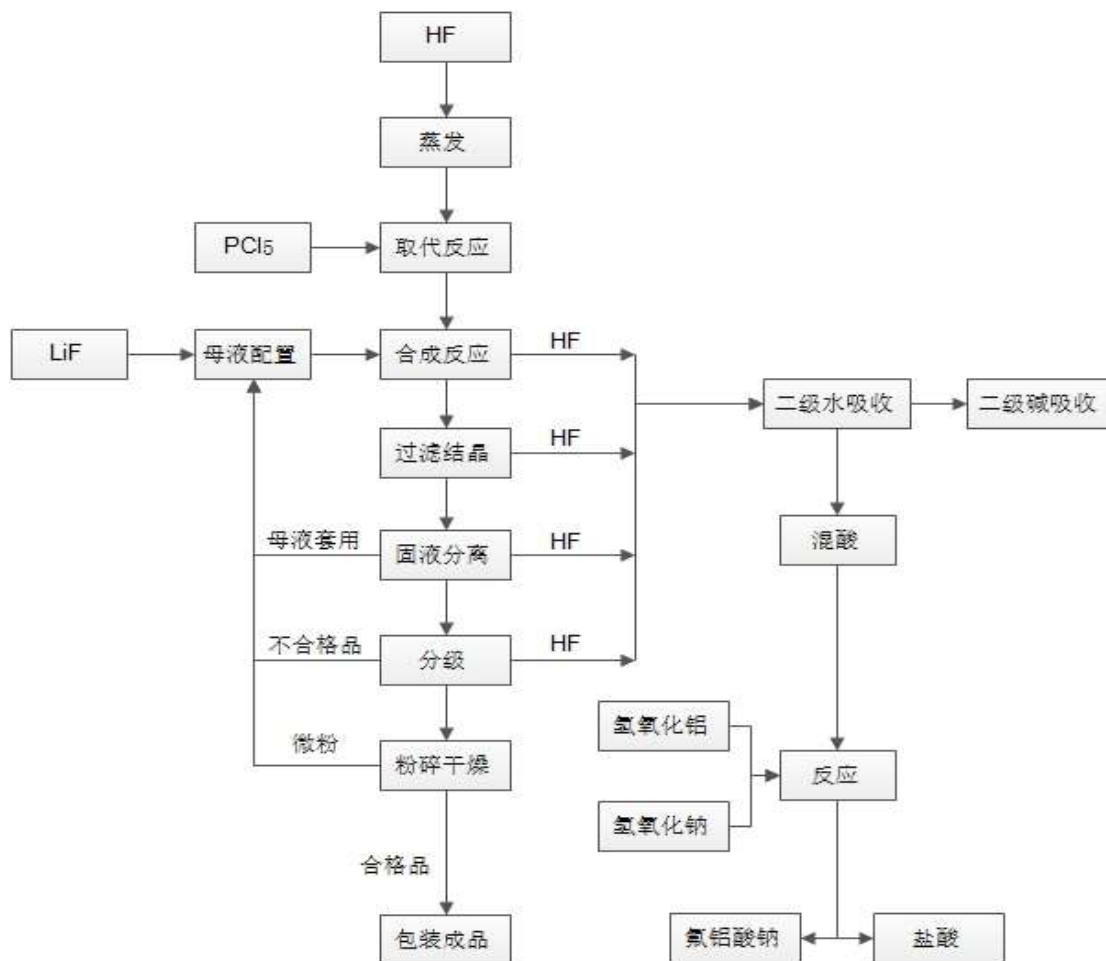 HF
蒸发
PCl5
取代反应
LiF
母液配置
合成反应
HF
二级水吸收
二级碱吸收
过滤结晶
HF
混酸
母液套用
固液分离
HF
不合格品
分级
HF
氢氧化铝
微粉
粉碎干燥
反应
氢氧化钠
合格品
包装成品
氟铝酸钠
盐酸